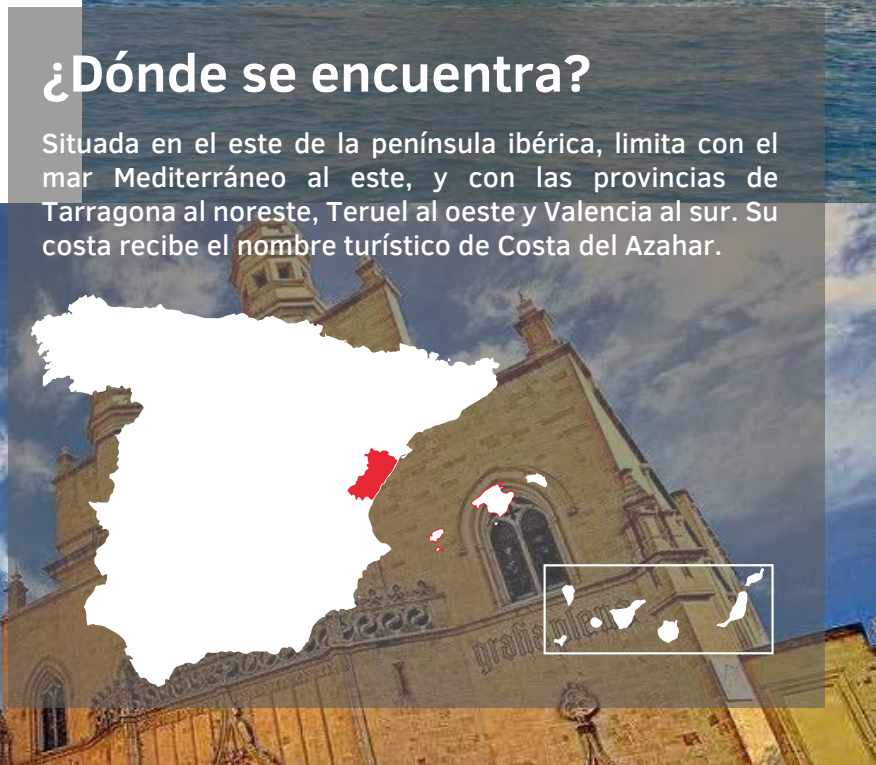 ¿Dónde se encuentra?
Situada en el este de la península ibérica, limita con el
mar Mediterráneo al este, y con las provincias de
Tarragona al noreste, Teruel al oeste y Valencia al sur. Su
costa recibe el nombre turístico de Costa del Azahar.
gratia plena